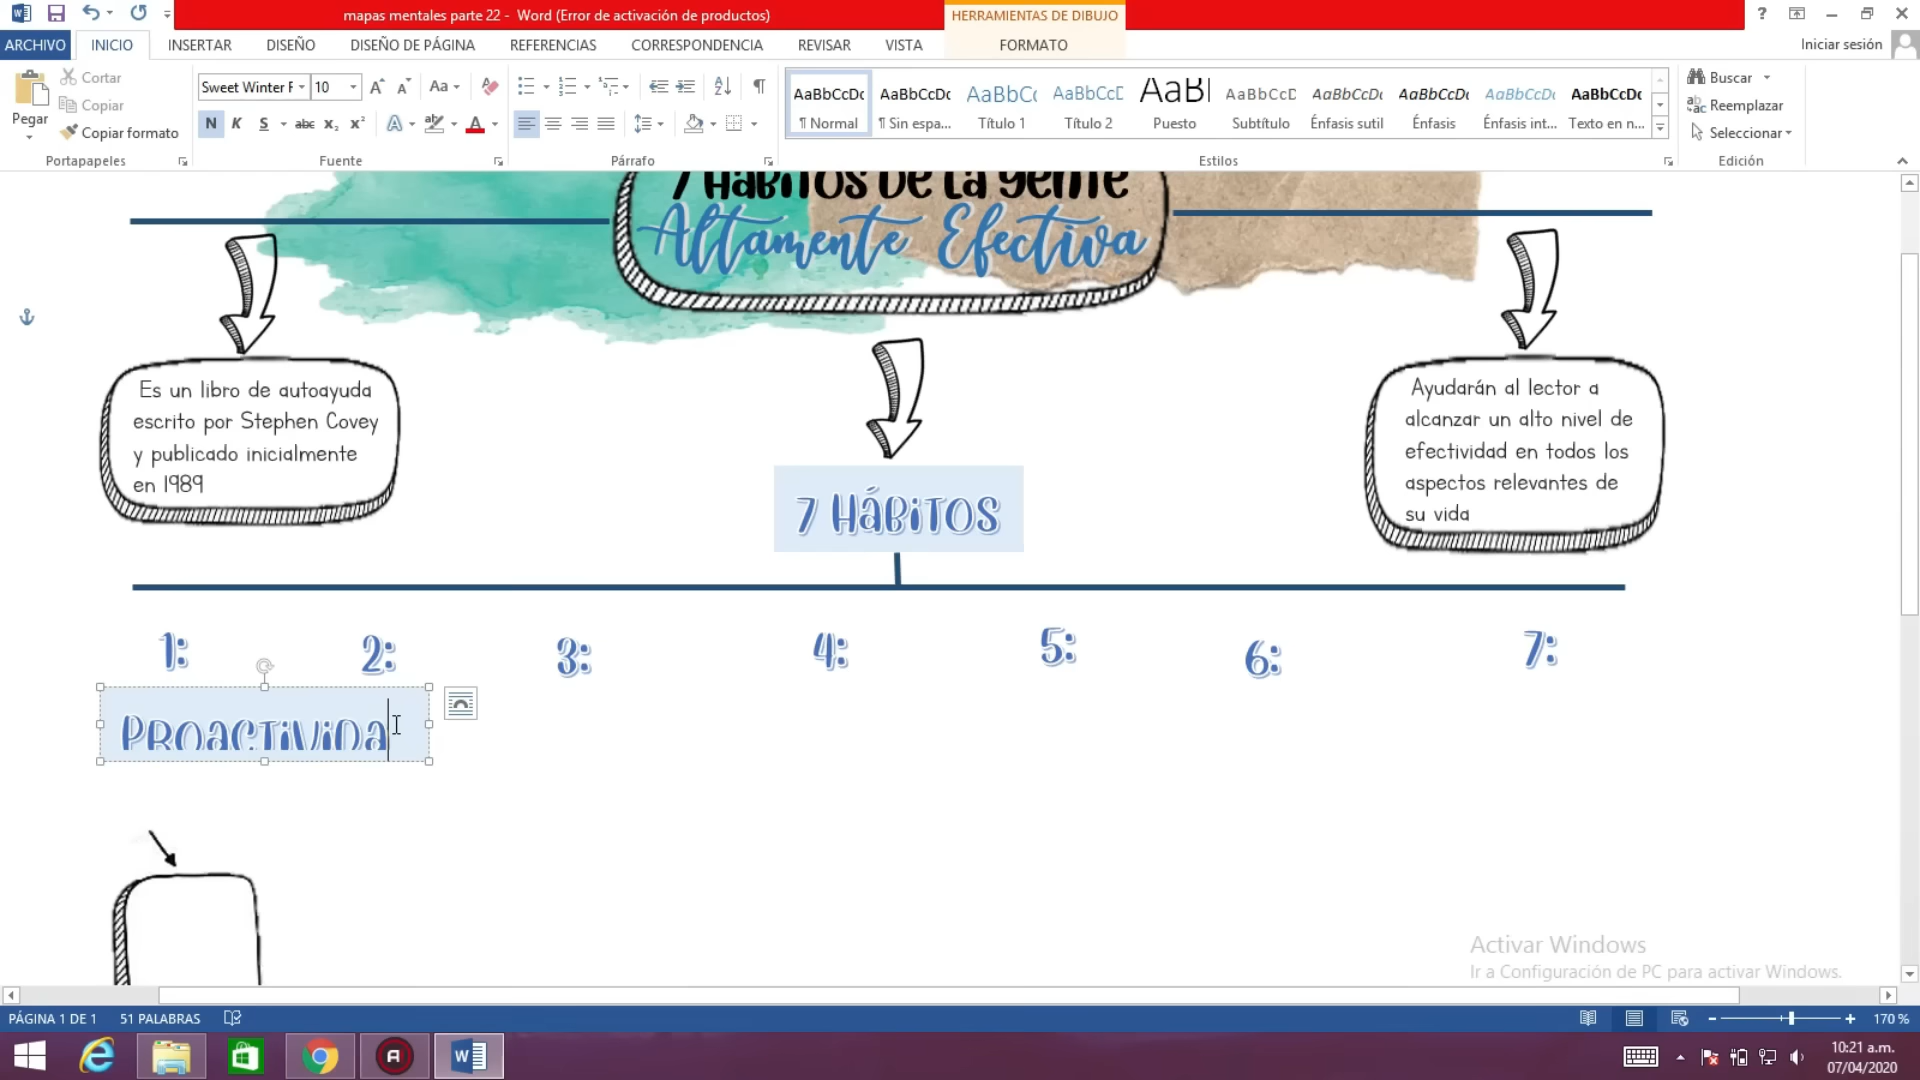 mapas mentales parte 22 - Word (Error de activación de productos)
HERRAMIENTAS DE DIBUJO
ARCHIVO INICIO INSERTAR DISEÑO DISEÑO DE PÁGINA REFERENCIAS CORRESPONDENCIA REVISAR VISTA FORMATO Iniciar sesión
Pegar
Cortar
Copiar
Copiar formato
Portapapeles
Sweet Winter F 10
N K S abc x₂ x²
Fuente
Párrafo
AaBbCcDc AaBbCcDc AaBbC AaBbCcD AaBl AaBbCcD AaBbCcDc AaBbCcDc AaBbCcDc AaBbCcDc
¶ Normal ¶ Sin espa... Título 1 Título 2 Puesto Subtítulo Énfasis sutil Énfasis Énfasis int... Texto en n...
Estilos
Buscar
Reemplazar
Seleccionar
Edición
7 Hábitos de la gente
Altamente Efectiva
Es un libro de autoayuda
escrito por Stephen Covey
y publicado inicialmente
en 1989
Ayudarán al lector a
alcanzar un alto nivel de
efectividad en todos los
aspectos relevantes de
su vida
7 Hábitos
1: 2: 3: 4: 5: 6: 7:
Proactivida
Activar Windows
Ir a Configuración de PC para activar Windows.
PÁGINA 1 DE 1 51 PALABRAS 170 %
10:21 a.m.
07/04/2020